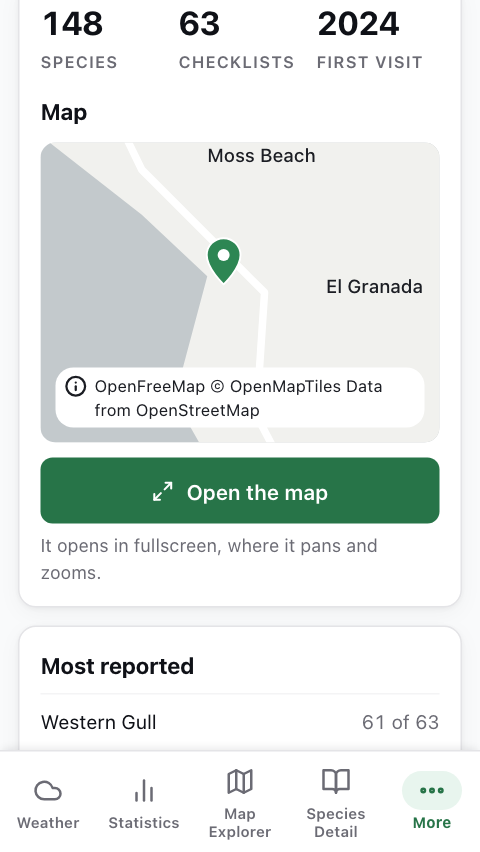 148 63 2024
SPECIES CHECKLISTS FIRST VISIT
Map
Moss Beach
El Granada
OpenFreeMap © OpenMapTiles Data
from OpenStreetMap
Open the map
It opens in fullscreen, where it pans and
zooms.
Most reported
Western Gull 61 of 63
Weather Statistics Map Explorer Species Detail More